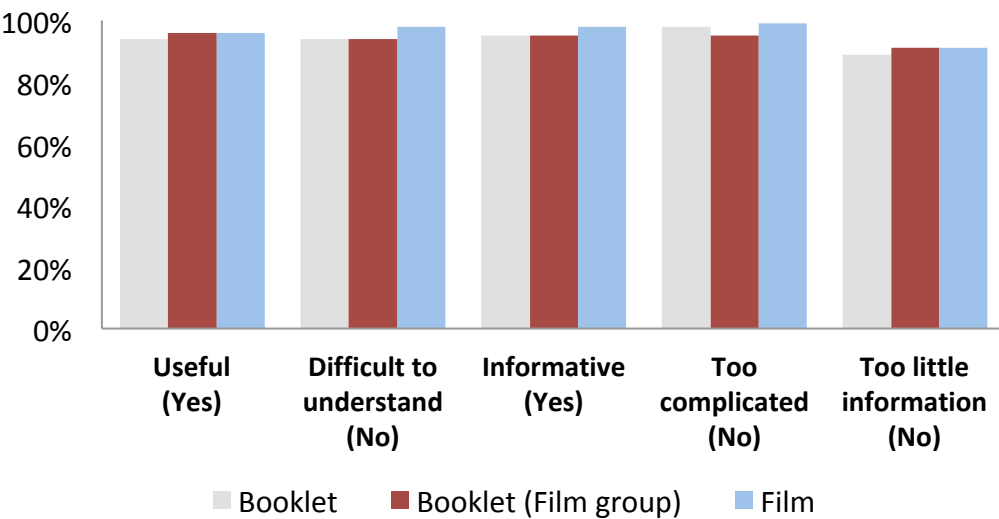 100%
80%
60%
40%
20%
0%
Useful
(Yes)
Difficult to
understand
(No)
Informative
(Yes)
Too
complicated
(No)
Too little
information
(No)
Booklet
Booklet (Film group)
Film